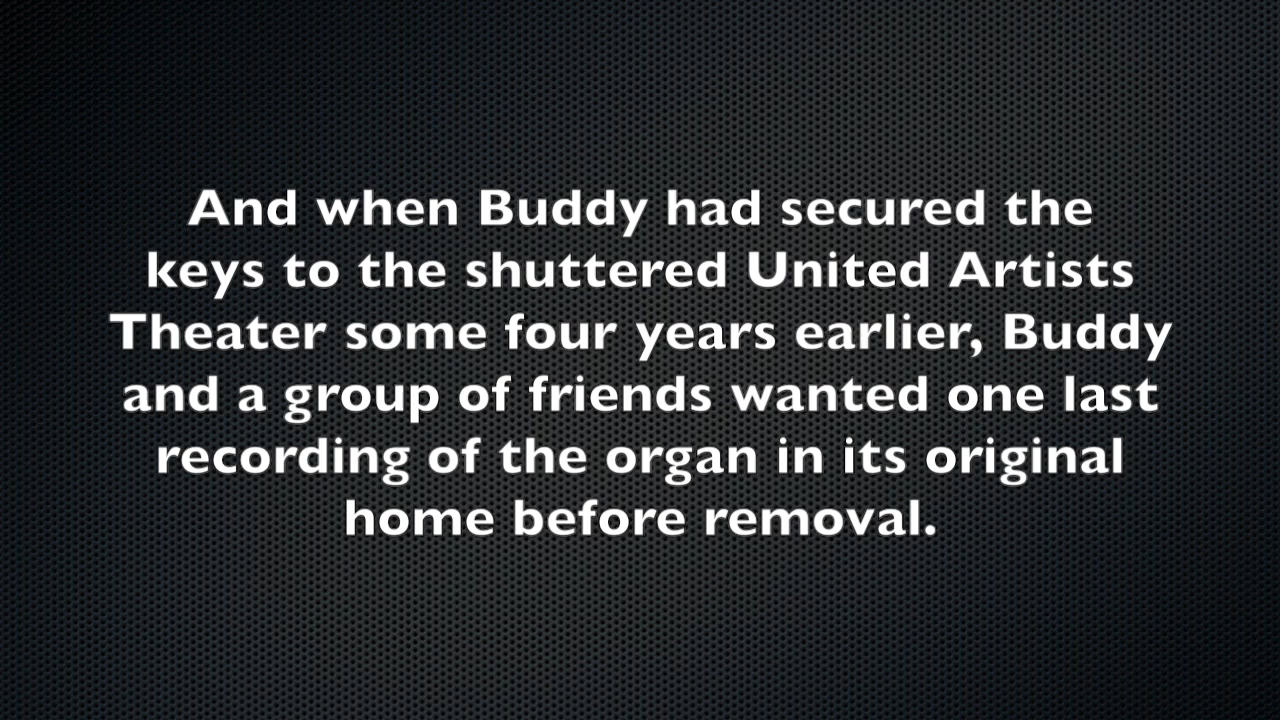 And when Buddy had secured the
keys to the shuttered United Artists
Theater some four years earlier, Buddy
and a group of friends wanted one last
recording of the organ in its original
home before removal.